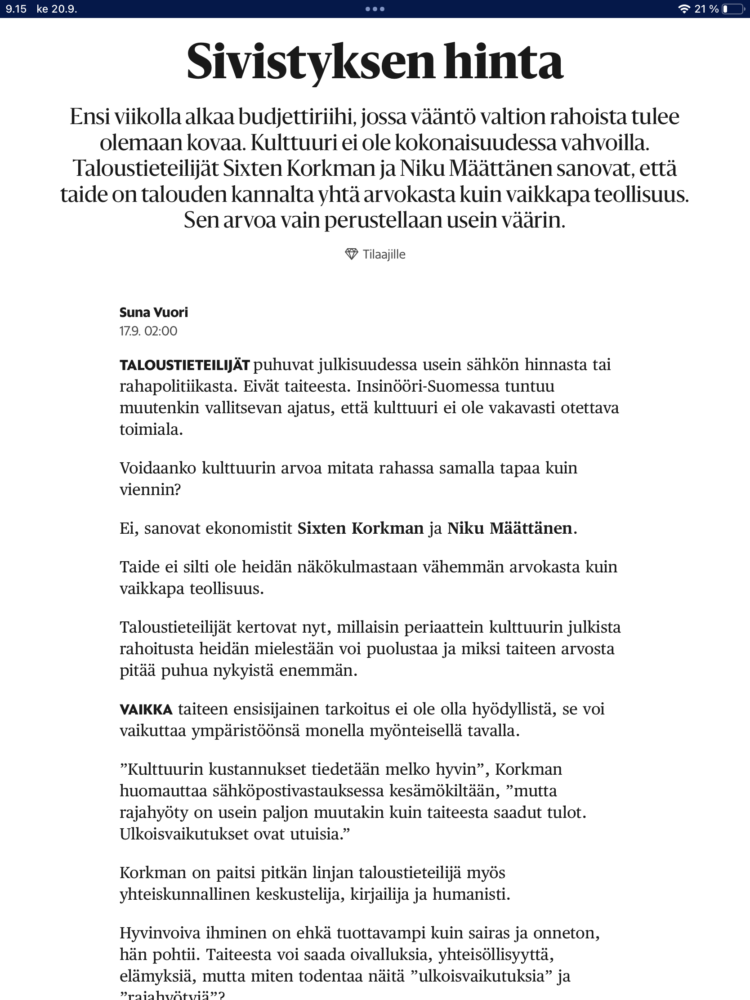 9.15 ke 20.9.
21 %
Sivistyksen hinta
Ensi viikolla alkaa budjettiriihi, jossa vääntö valtion rahoista tulee
olemaan kovaa. Kulttuuri ei ole kokonaisuudessa vahvoilla.
Taloustieteilijät Sixten Korkman ja Niku Määttänen sanovat, että
taide on talouden kannalta yhtä arvokasta kuin vaikkapa teollisuus.
Sen arvoa vain perustellaan usein väärin.
Tilaajille
Suna Vuori
17.9. 02:00
TALOUSTIETEILIJÄT puhuvat julkisuudessa usein sähkön hinnasta tai
rahapolitiikasta. Eivät taiteesta. Insinööri-Suomessa tuntuu
muutenkin vallitsevan ajatus, että kulttuuri ei ole vakavasti otettava
toimiala.
Voidaanko kulttuurin arvoa mitata rahassa samalla tapaa kuin
viennin?
Ei, sanovat ekonomistit Sixten Korkman ja Niku Määttänen.
Taide ei silti ole heidän näkökulmastaan vähemmän arvokasta kuin
vaikkapa teollisuus.
Taloustieteilijät kertovat nyt, millaisin periaattein kulttuurin julkista
rahoitusta heidän mielestään voi puolustaa ja miksi taiteen arvosta
pitää puhua nykyistä enemmän.
VAIKKA taiteen ensisijainen tarkoitus ei ole olla hyödyllistä, se voi
vaikuttaa ympäristöönsä monella myönteisellä tavalla.
”Kulttuurin kustannukset tiedetään melko hyvin”, Korkman
huomauttaa sähköpostivastauksessa kesämökiltään, ”mutta
rajahyöty on usein paljon muutakin kuin taiteesta saadut tulot.
Ulkoisvaikutukset ovat utuisia.”
Korkman on paitsi pitkän linjan taloustieteilijä myös
yhteiskunnallinen keskustelija, kirjailija ja humanisti.
Hyvinvoiva ihminen on ehkä tuottavampi kuin sairas ja onneton,
hän pohtii. Taiteesta voi saada oivalluksia, yhteisöllisyyttä,
elämyksiä, mutta miten todentaa näitä ”ulkoisvaikutuksia” ja
”rajahyötyjä”?